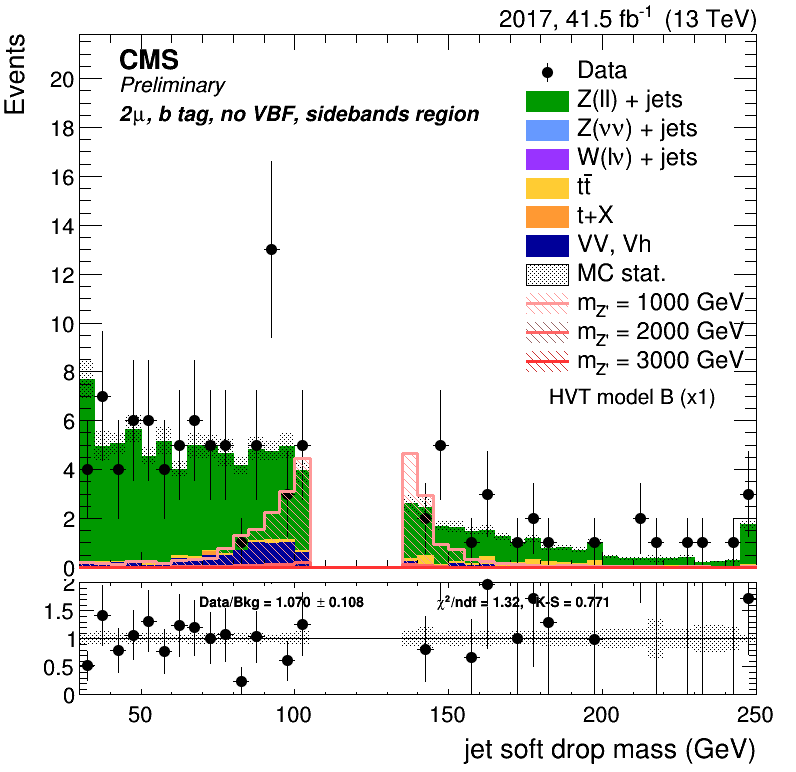 2017, 41.5 fb⁻¹ (13 TeV)
Events
CMS
Preliminary
2μ, b tag, no VBF, sidebands region
Data
Z(ll) + jets
Z(νν) + jets
W(lν) + jets
tt̄
t+X
VV, Vh
MC stat.
m_Z' = 1000 GeV
m_Z' = 2000 GeV
m_Z' = 3000 GeV
HVT model B (x1)
20
18
16
14
12
10
8
6
4
2
0
Data/Bkg = 1.070 ± 0.108
χ²/ndf = 1.32, K-S = 0.771
2
1.5
1
0.5
0
50 100 150 200 250
jet soft drop mass (GeV)